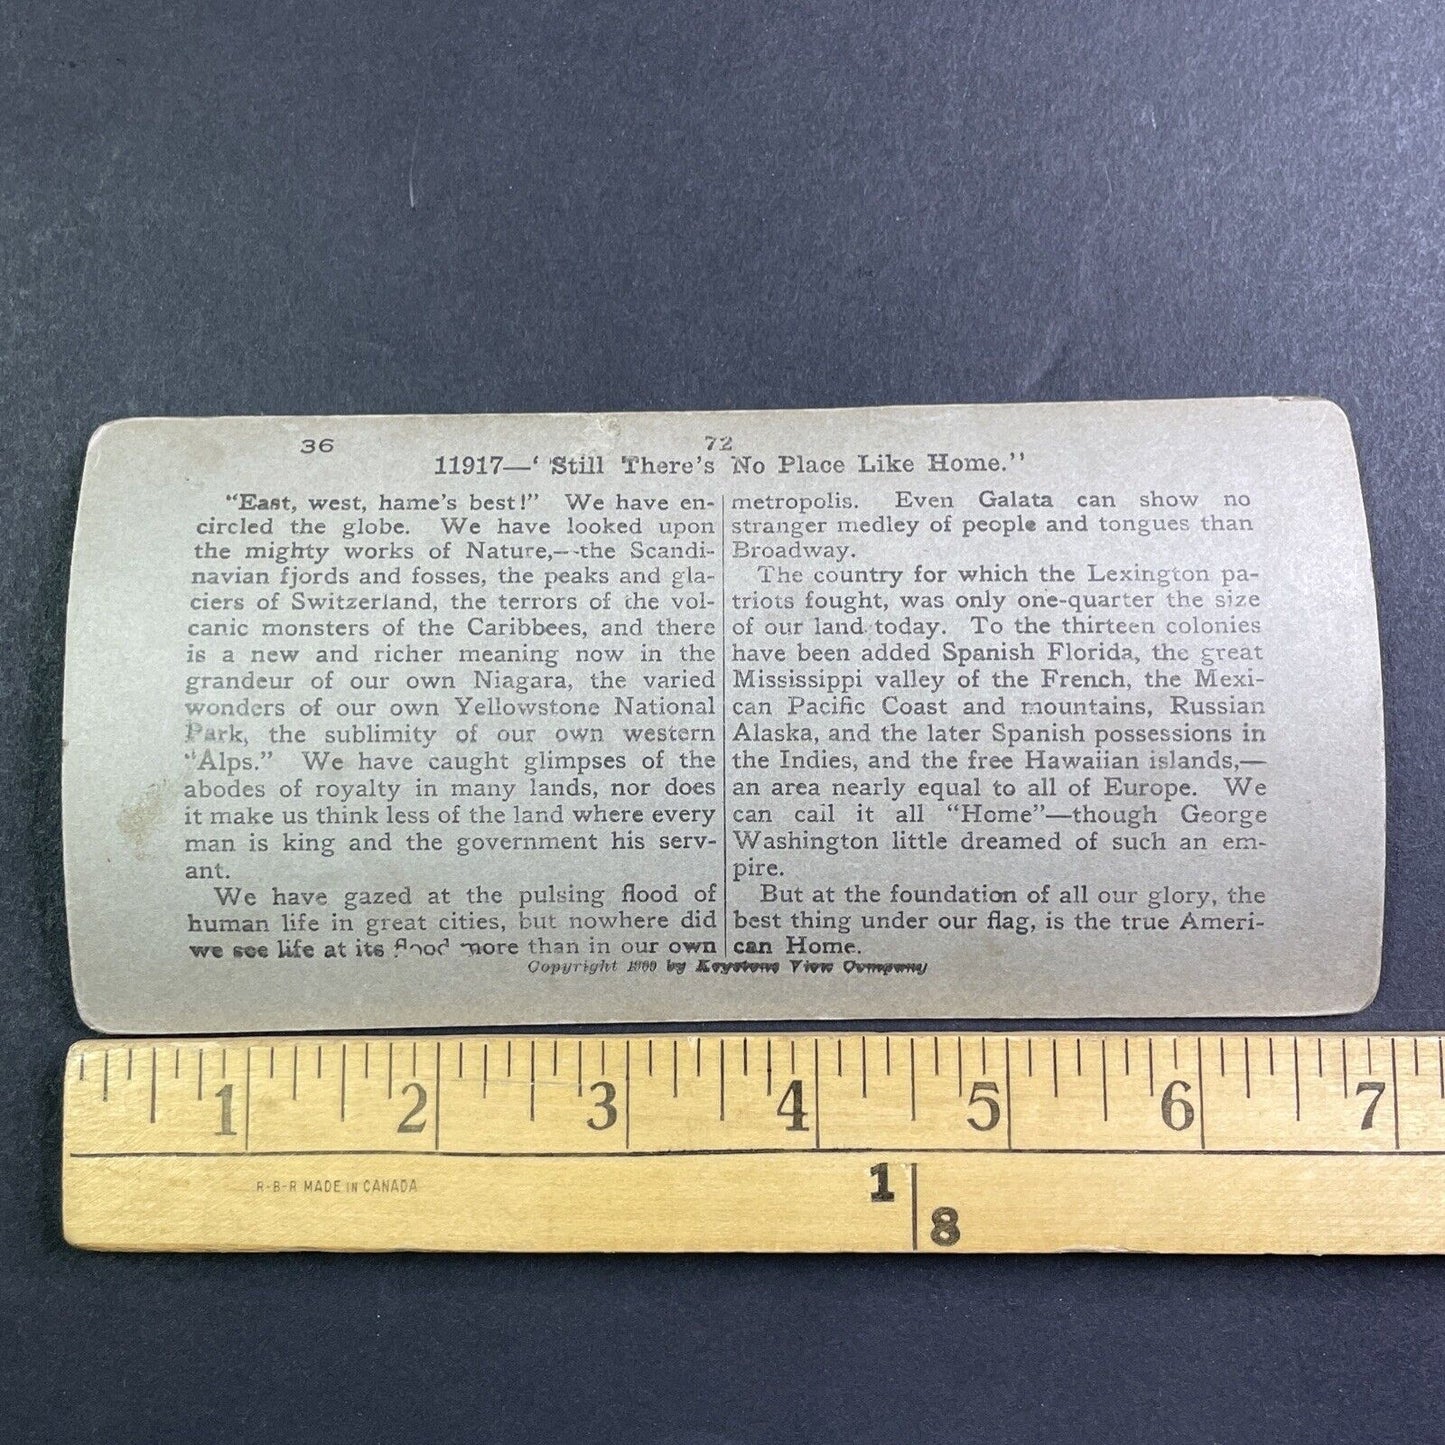 36
72
11917—‘ Still There's No Place Like Home."
"East, west, hame's best!" We have en-
circled the globe. We have looked upon
the mighty works of Nature,—the Scandi-
navian fjords and fosses, the peaks and gla-
ciers of Switzerland, the terrors of the vol-
canic monsters of the Caribbees, and there
is a new and richer meaning now in the
grandeur of our own Niagara, the varied
wonders of our own Yellowstone National
Park, the sublimity of our own western
"Alps." We have caught glimpses of the
abodes of royalty in many lands, nor does
it make us think less of the land where every
man is king and the government his serv-
ant.
We have gazed at the pulsing flood of
human life in great cities, but nowhere did
we see life at its flood more than in our own
metropolis. Even Galata can show no
stranger medley of people and tongues than
Broadway.
The country for which the Lexington pa-
triots fought, was only one-quarter the size
of our land today. To the thirteen colonies
have been added Spanish Florida, the great
Mississippi valley of the French, the Mexi-
can Pacific Coast and mountains, Russian
Alaska, and the later Spanish possessions in
the Indies, and the free Hawaiian islands,—
an area nearly equal to all of Europe. We
can call it all "Home"—though George
Washington little dreamed of such an em-
pire.
But at the foundation of all our glory, the
best thing under our flag, is the true Ameri-
can Home.
Copyright by Keystone View Company
1 2 3 4 5 6 7
R-B-R MADE IN CANADA
1 8